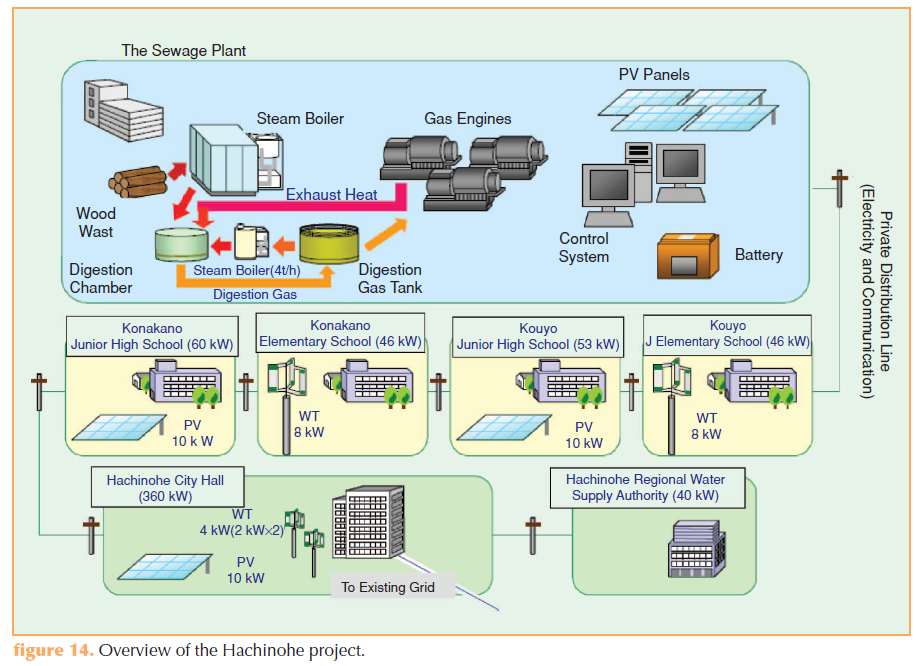 The Sewage Plant
PV Panels
Steam Boiler
Gas Engines
Exhaust Heat
Wood
Wast
Control
System
Battery
Digestion
Chamber
Steam Boiler(4t/h)
Digestion
Gas Tank
Digestion Gas
Private Distribution Line
(Electricity and Communication)
Konakano
Junior High School (60 kW)
PV
10 k W
Konakano
Elementary School (46 kW)
WT
8 kW
Kouyo
Junior High School (53 kW)
PV
10 kW
Kouyo
J Elementary School (46 kW)
WT
8 kW
Hachinohe City Hall
(360 kW)
WT
4 kW(2 kW×2)
PV
10 kW
To Existing Grid
Hachinohe Regional Water
Supply Authority (40 kW)
figure 14. Overview of the Hachinohe project.